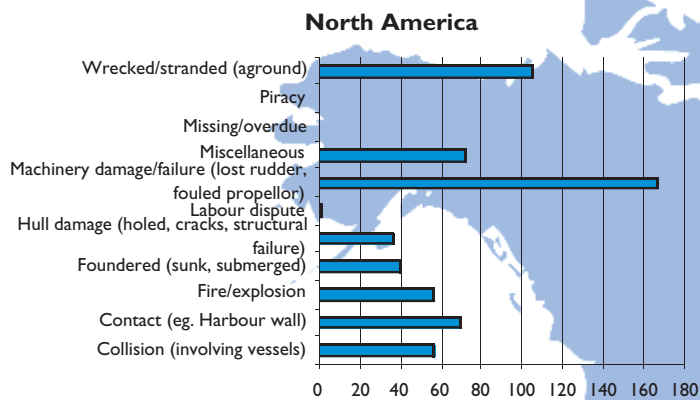 North America
Wrecked/stranded (aground)
Piracy
Missing/overdue
Miscellaneous
Machinery damage/failure (lost rudder,
fouled propellor)
Labour dispute
Hull damage (holed, cracks, structural
failure)
Foundered (sunk, submerged)
Fire/explosion
Contact (eg. Harbour wall)
Collision (involving vessels)
0 20 40 60 80 100 120 140 160 180